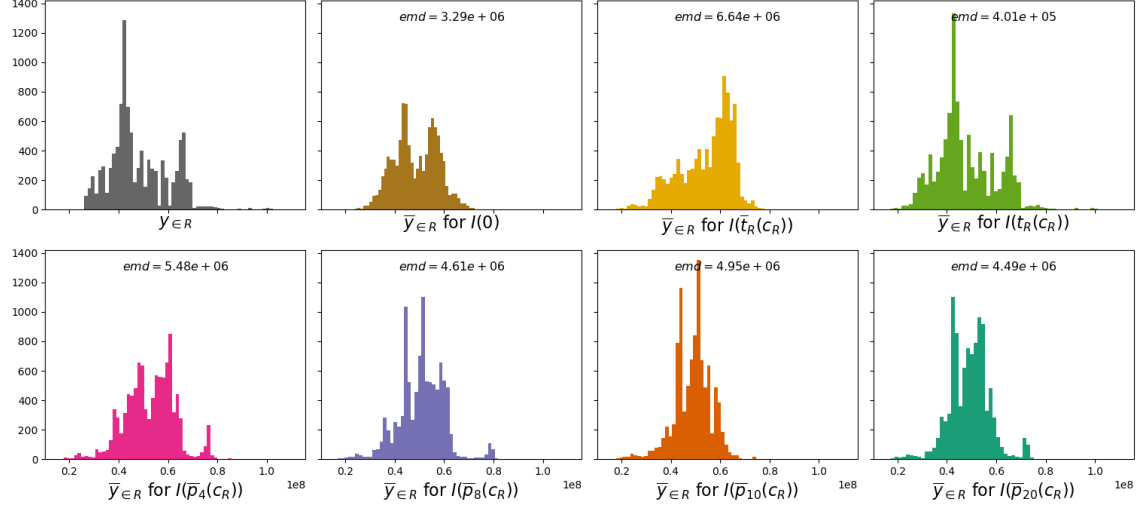 1400
1200
1000
800
600
400
200
0
y∈R
emd = 3.29e + 06
y̅∈R for I(0)
emd = 6.64e + 06
y̅∈R for I(t̅R(cR))
emd = 4.01e + 05
y̅∈R for I(tR(cR))
1400
1200
1000
800
600
400
200
0
emd = 5.48e + 06
0.2 0.4 0.6 0.8 1.0
1e8
y̅∈R for I(p̅4(cR))
emd = 4.61e + 06
0.2 0.4 0.6 0.8 1.0
1e8
y̅∈R for I(p̅8(cR))
emd = 4.95e + 06
0.2 0.4 0.6 0.8 1.0
1e8
y̅∈R for I(p̅10(cR))
emd = 4.49e + 06
0.2 0.4 0.6 0.8 1.0
1e8
y̅∈R for I(p̅20(cR))